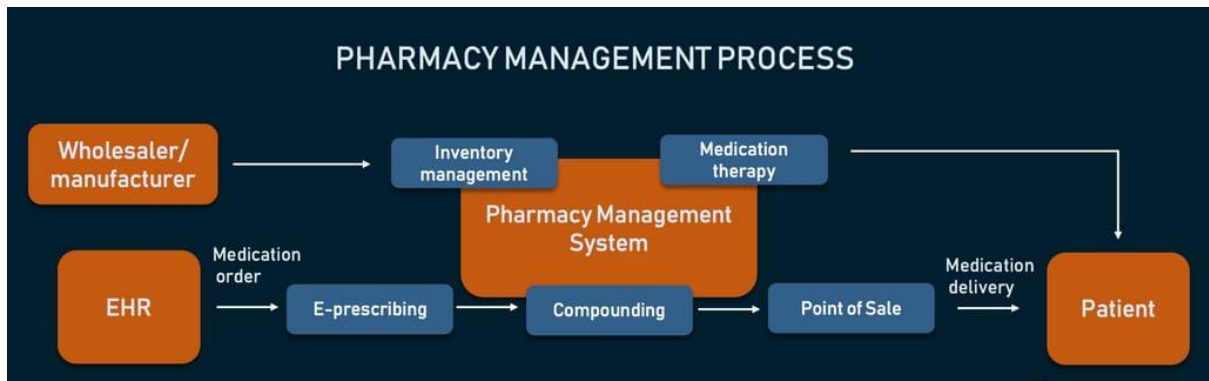 PHARMACY MANAGEMENT PROCESS
Wholesaler/
manufacturer
Inventory
management
Medication
therapy
Pharmacy Management
System
EHR
Medication
order
E-prescribing
Compounding
Point of Sale
Medication
delivery
Patient